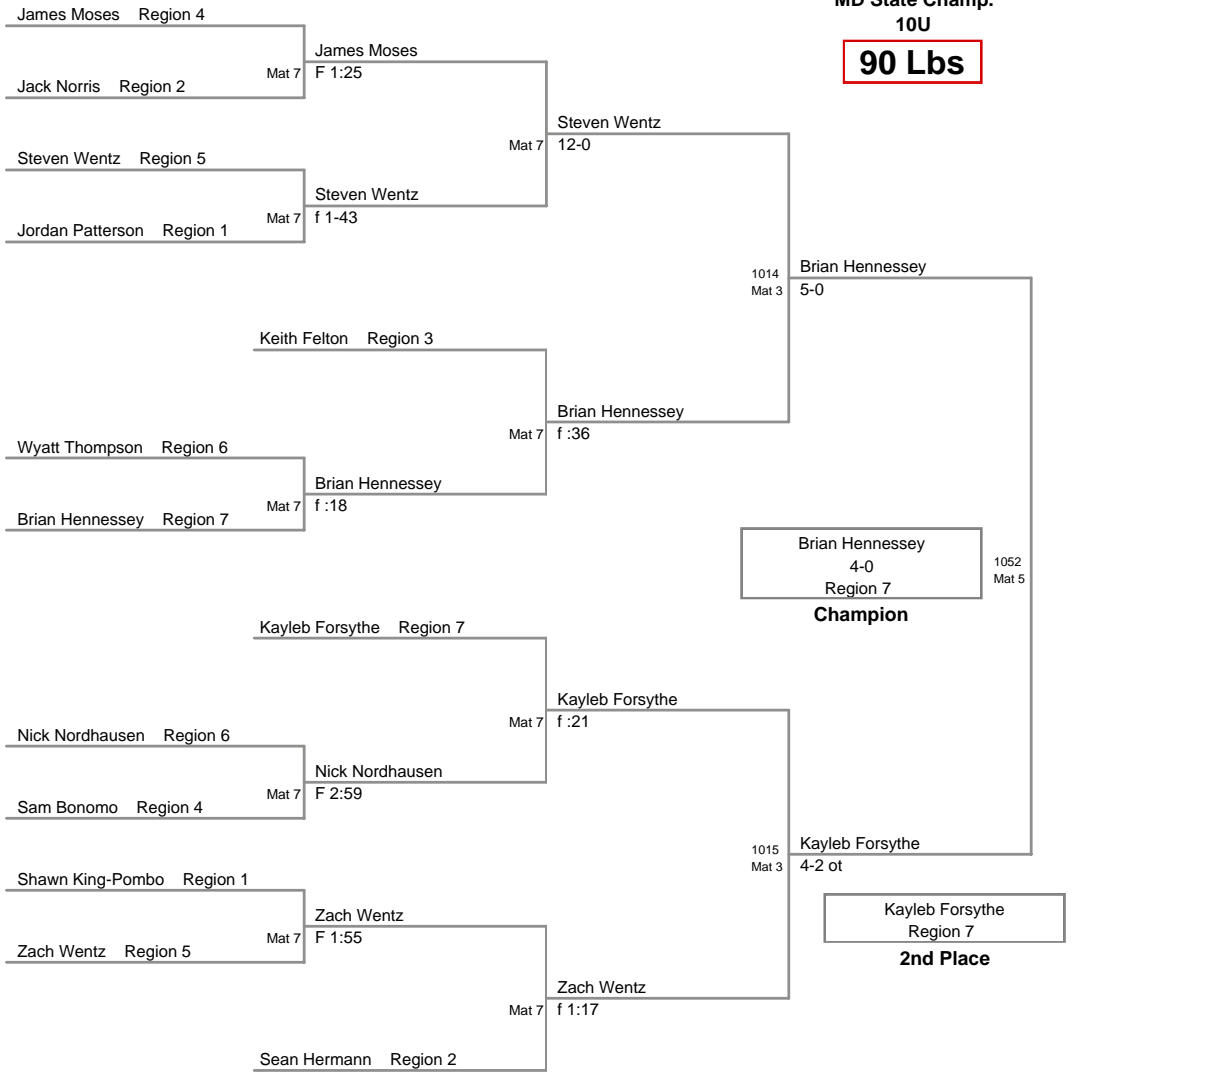 MD State Champ.
10U
90 Lbs
James Moses Region 4
James Moses
Mat 7 F 1:25
Jack Norris Region 2
Steven Wentz
Mat 7 12-0
Steven Wentz Region 5
Steven Wentz
Mat 7 f 1-43
Jordan Patterson Region 1
Brian Hennessey
1014
Mat 3 5-0
Keith Felton Region 3
Brian Hennessey
Mat 7 f :36
Wyatt Thompson Region 6
Brian Hennessey
Mat 7 f :18
Brian Hennessey Region 7
Brian Hennessey
4-0
Region 7
Champion
1052
Mat 5
Kayleb Forsythe Region 7
Kayleb Forsythe
Mat 7 f :21
Nick Nordhausen Region 6
Nick Nordhausen
Mat 7 F 2:59
Sam Bonomo Region 4
Kayleb Forsythe
1015
Mat 3 4-2 ot
Shawn King-Pombo Region 1
Zach Wentz
Mat 7 F 1:55
Zach Wentz Region 5
Kayleb Forsythe
Region 7
2nd Place
Zach Wentz
Mat 7 f 1:17
Sean Hermann Region 2